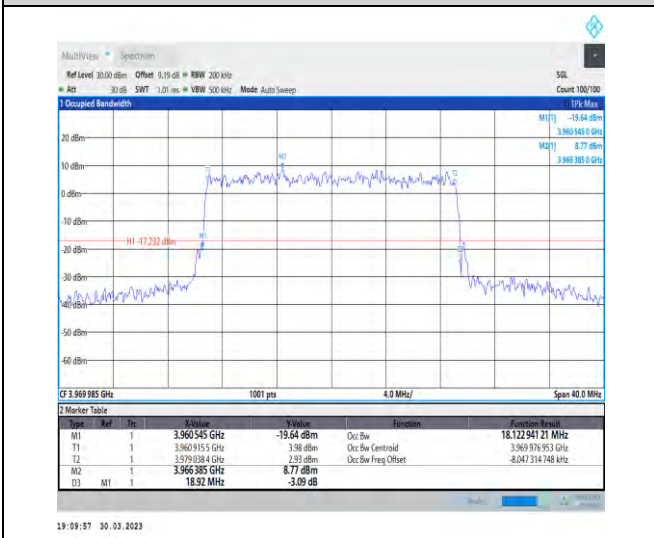 MultiView Spectrum
Ref Level 30.00 dBm Offset 9.19 dB RBW 200 kHz SGL
Att 30 dB SWT 1.01 ms VBW 500 kHz Mode Auto Sweep Count 100/100
1 Occupied Bandwidth 1Pk Max
M1[1] -19.64 dBm
3.960 545 0 GHz
M2[1] 8.77 dBm
3.966 385 0 GHz
20 dBm
10 dBm
0 dBm
-10 dBm
-20 dBm
-30 dBm
-40 dBm
-50 dBm
-60 dBm
T1
M2
T2
H1 -17.232 dBm
M1
CF 3.969 985 GHz 1001 pts 4.0 MHz/ Span 40.0 MHz
2 Marker Table
Type Ref Trc X-Value Y-Value Function Function Result
M1 1 3.960 545 GHz -19.64 dBm Occ Bw 18.122 941 21 MHz
T1 1 3.960 915 5 GHz 3.98 dBm Occ Bw Centroid 3.969 976 953 GHz
T2 1 3.979 038 4 GHz 2.93 dBm Occ Bw Freq Offset -8.047 314 748 kHz
M2 1 3.966 385 GHz 8.77 dBm
D3 M1 1 18.92 MHz -3.09 dB
19:09:57 30.03.2023